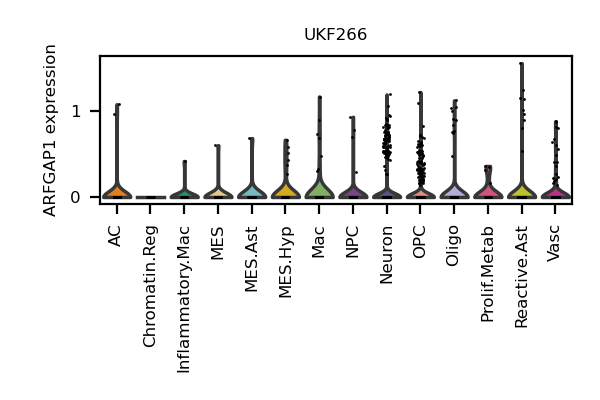 UKF266
ARFGAP1 expression
1
0
AC
Chromatin.Reg
Inflammatory.Mac
MES
MES.Ast
MES.Hyp
Mac
NPC
Neuron
OPC
Oligo
Prolif.Metab
Reactive.Ast
Vasc